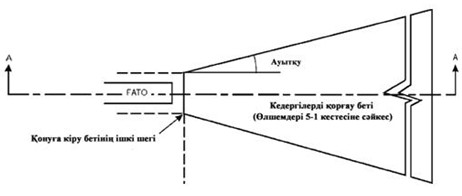 А
А
Ауытқу
FATO
Кедергілерді қорғау беті
(Өлшемдері 5-1 кестесіне сәйкес)
Қонуға кіру бетінің ішкі шегі